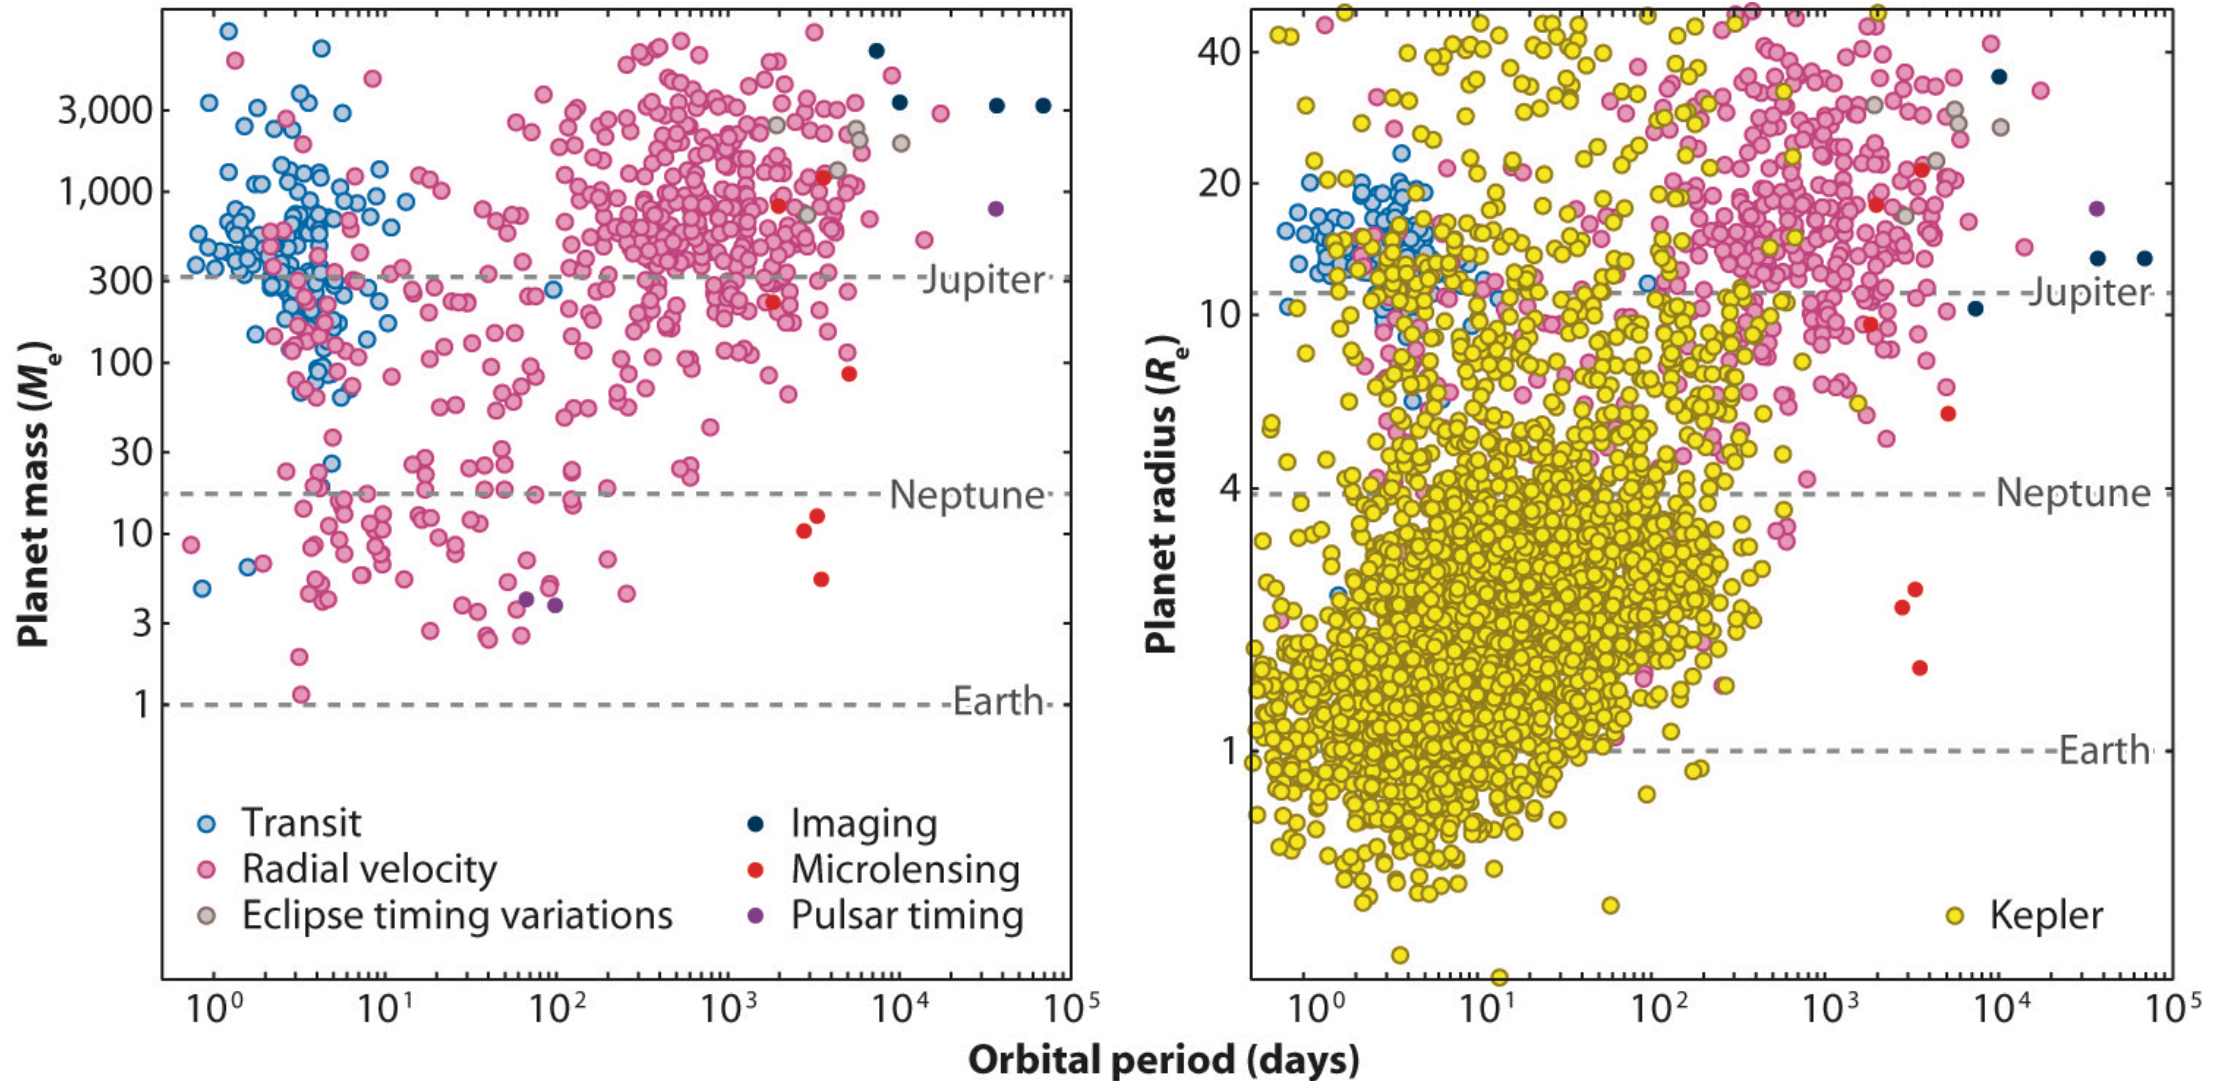 Planet mass (Mₑ)
3,000
1,000
300
100
30
10
3
1
Jupiter
Neptune
Earth
Transit
Radial velocity
Eclipse timing variations
Imaging
Microlensing
Pulsar timing
10⁰ 10¹ 10² 10³ 10⁴ 10⁵
Planet radius (Rₑ)
40
20
10
4
1
Jupiter
Neptune
Earth
Kepler
10⁰ 10¹ 10² 10³ 10⁴ 10⁵
Orbital period (days)